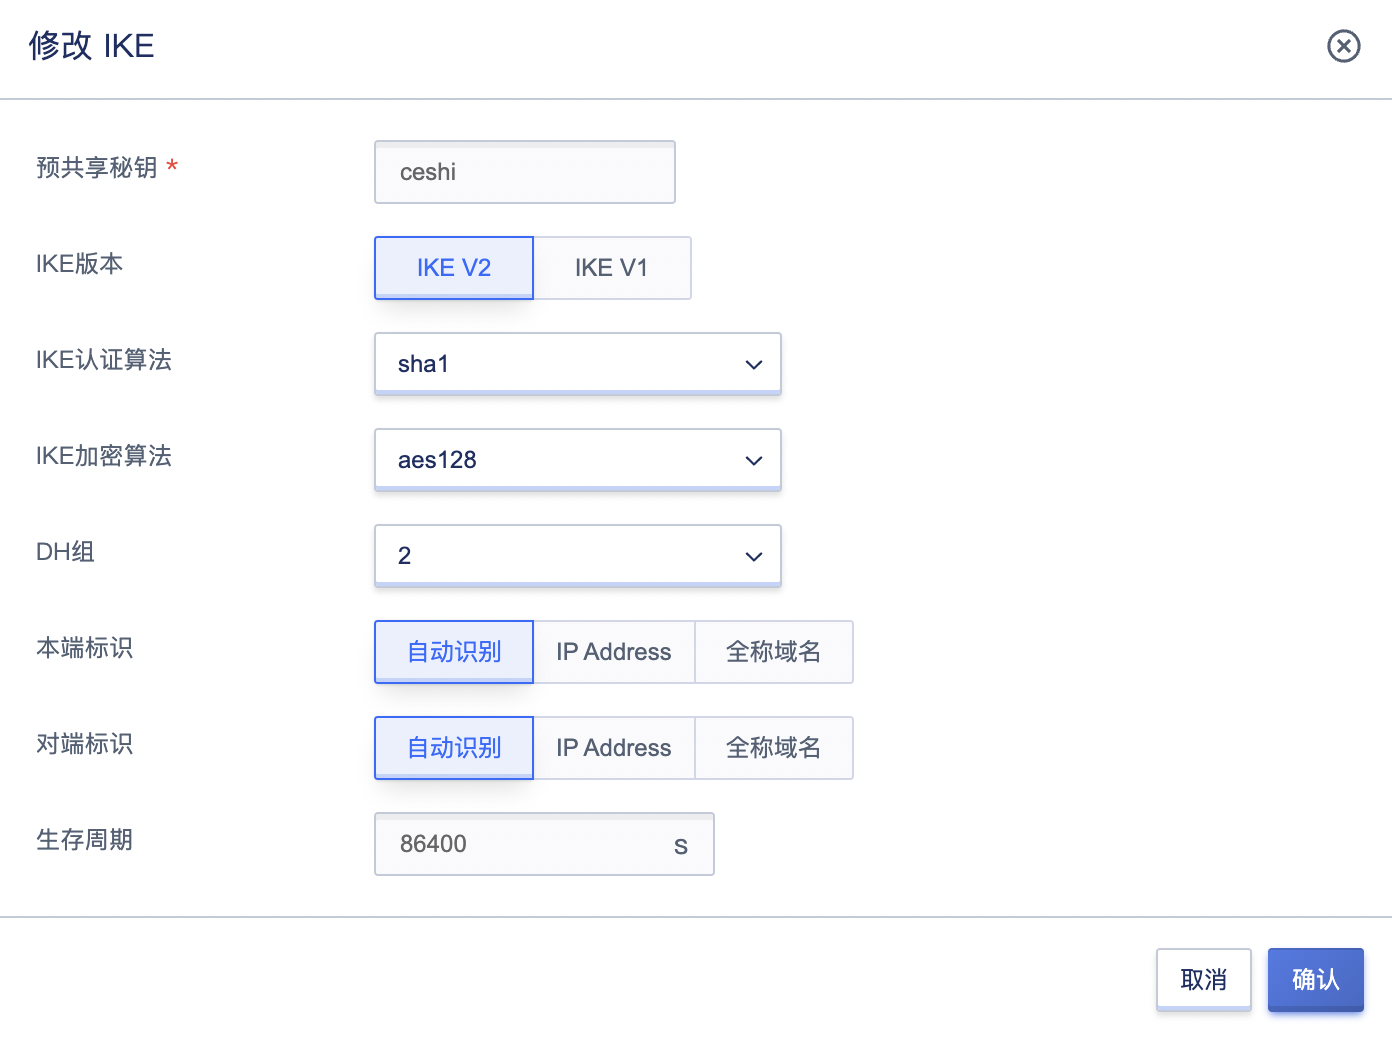 修改 IKE
预共享秘钥 *
ceshi
IKE版本
IKE V2
IKE V1
IKE认证算法
sha1
IKE加密算法
aes128
DH组
2
本端标识
自动识别
IP Address
全称域名
对端标识
自动识别
IP Address
全称域名
生存周期
86400
s
取消
确认